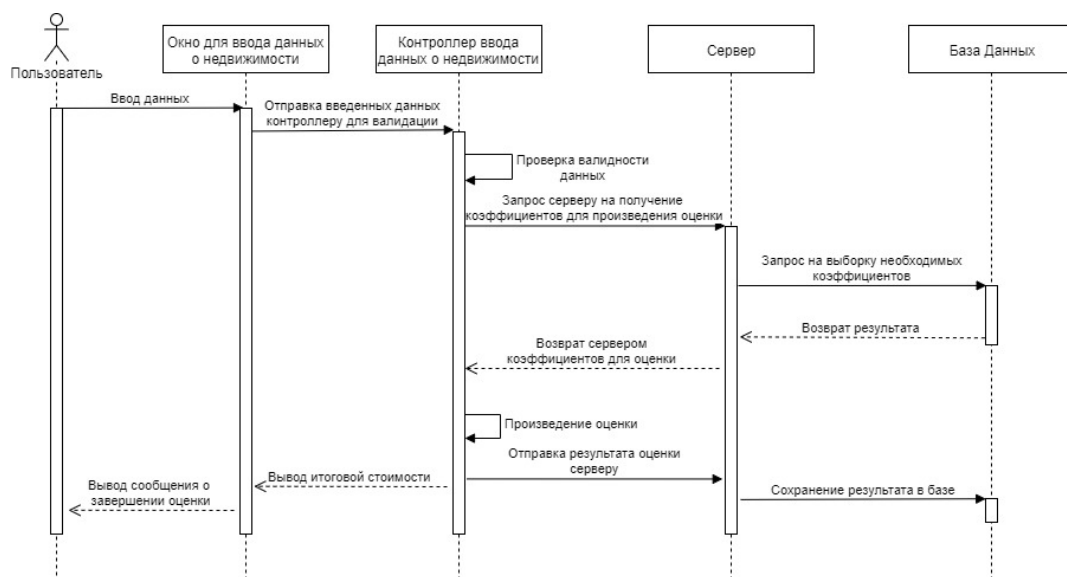 Пользователь
Окно для ввода данных
о недвижимости
Контроллер ввода
данных о недвижимости
Сервер
База Данных
Ввод данных
Отправка введенных данных
контроллеру для валидации
Проверка валидности
данных
Запрос серверу на получение
коэффициентов для произведения оценки
Запрос на выборку необходимых
коэффициентов
Возврат результата
Возврат сервером
коэффициентов для оценки
Произведение оценки
Отправка результата оценки
серверу
Вывод итоговой стоимости
Вывод сообщения о
завершении оценки
Сохранение результата в базе